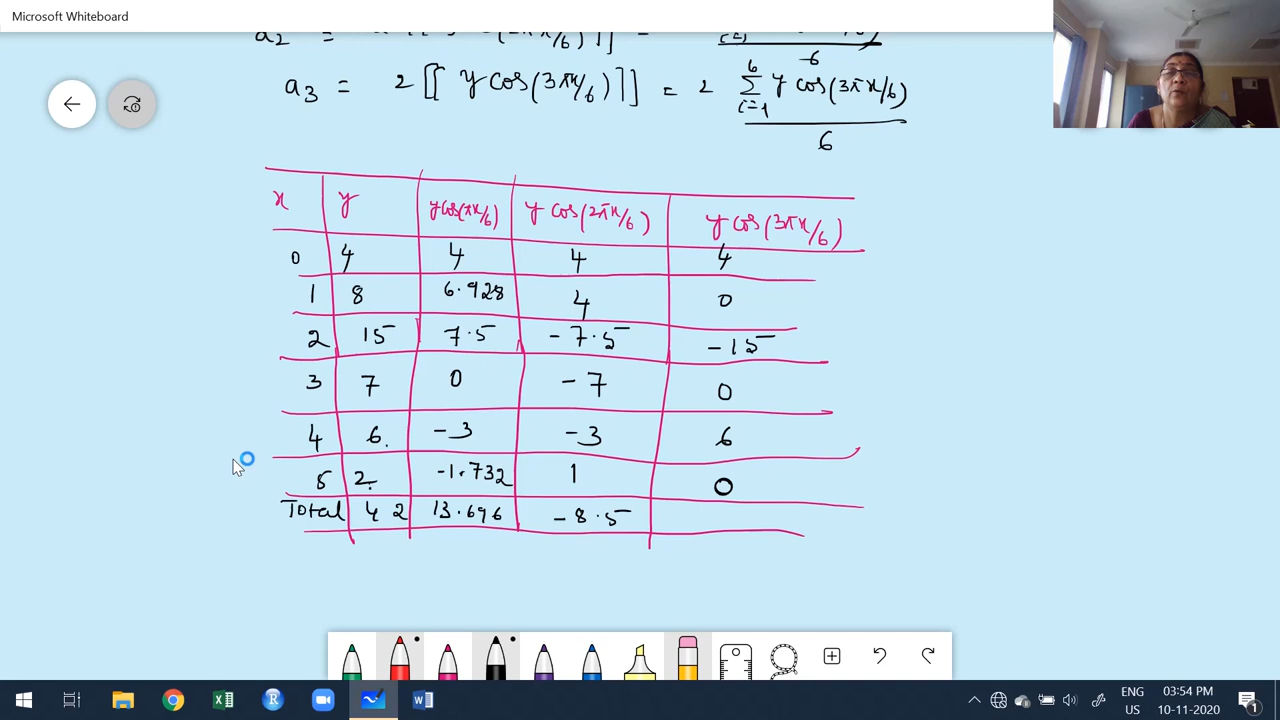 Microsoft Whiteboard
a₃ = 2 [[ y cos(3πx/6) ]] = 2 Σ y cos(3πx/6)
6
i=1
6
x y ycos(πx/6) y cos(2πx/6) y cos(3πx/6)
0 4 4 4 4
1 8 6.928 4 0
2 15 7.5 -7.5 -15
3 7 0 -7 0
4 6. -3 -3 6
5 2. -1.732 1 0
Total 42 13.696 -8.5
ENG
US
03:54 PM
10-11-2020
1